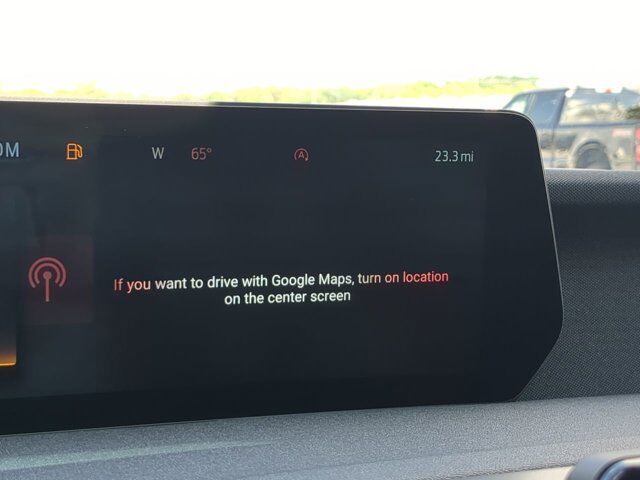 W 65° A 23.3 mi
If you want to drive with Google Maps, turn on location
on the center screen